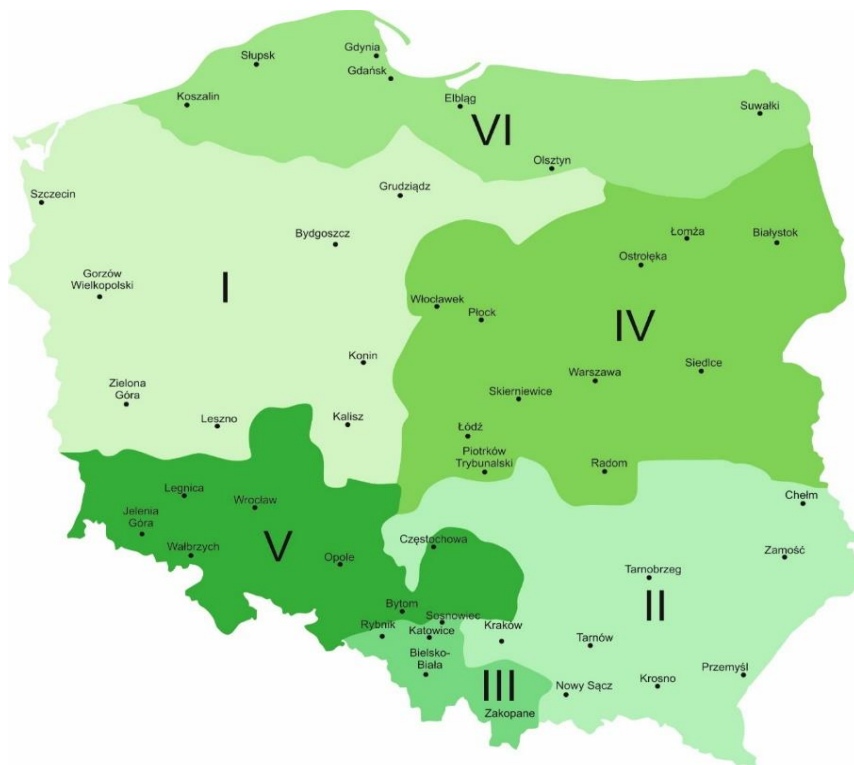 Gdynia
Słupsk
Gdańsk
Koszalin
Elbląg
Suwałki
VI
Olsztyn
Szczecin
Grudziądz
Bydgoszcz
Łomża
Białystok
Ostrołęka
Gorzów
Wielkopolski
I
Włocławek
Płock
IV
Konin
Siedlce
Warszawa
Zielona
Góra
Skierniewice
Leszno
Kalisz
Łódź
Piotrków
Trybunalski
Radom
Legnica
Wrocław
Chełm
Jelenia
Góra
V
Częstochowa
Wałbrzych
Opole
Zamość
Tarnobrzeg
II
Bytom
Sosnowiec
Rybnik
Katowice
Kraków
Tarnów
Bielsko-
Biała
Przemyśl
III
Nowy Sącz
Krosno
Zakopane